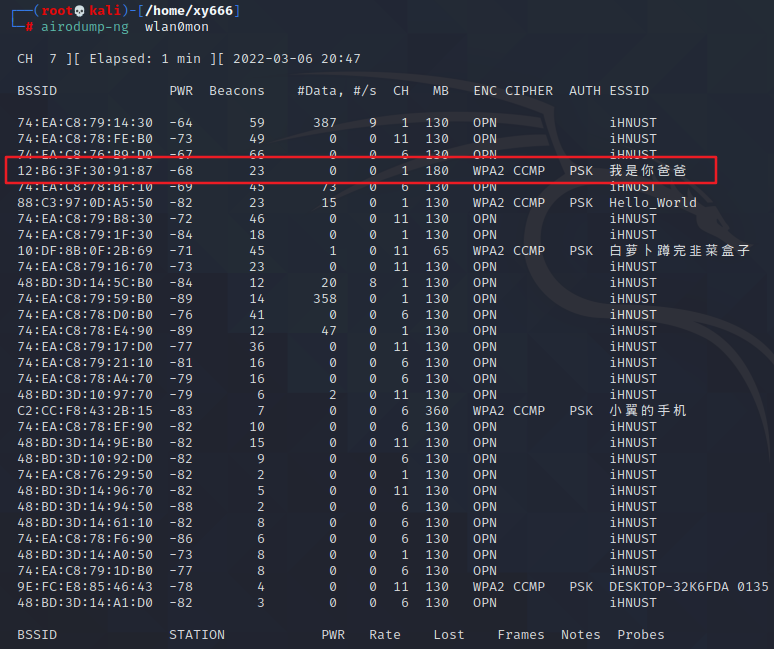 (root💀kali)-[/home/xy666]
# airodump-ng wlan0mon
CH 7 ][ Elapsed: 1 min ][ 2022-03-06 20:47
BSSID PWR Beacons #Data, #/s CH MB ENC CIPHER AUTH ESSID
74:EA:C8:79:14:30 -64 59 387 9 1 130 OPN iHNUST
74:EA:C8:78:FE:B0 -73 49 0 0 11 130 OPN iHNUST
74:EA:C8:76:B9:D0 -67 66 0 0 6 130 OPN iHNUST
12:B6:3F:30:91:87 -68 23 0 0 1 180 WPA2 CCMP PSK 我是你爸爸
74:EA:C8:78:BF:10 -69 45 73 0 6 130 OPN iHNUST
88:C3:97:0D:A5:50 -82 23 15 0 1 130 WPA2 CCMP PSK Hello_World
74:EA:C8:79:B8:30 -72 46 0 0 11 130 OPN iHNUST
74:EA:C8:79:1F:30 -84 18 0 0 1 130 OPN iHNUST
10:DF:8B:0F:2B:69 -71 45 1 0 11 65 WPA2 CCMP PSK 白萝卜蹲完韭菜盒子
74:EA:C8:79:16:70 -73 23 0 0 11 130 OPN iHNUST
48:BD:3D:14:5C:B0 -84 12 20 8 1 130 OPN iHNUST
74:EA:C8:79:59:B0 -89 14 358 0 1 130 OPN iHNUST
74:EA:C8:78:D0:B0 -76 41 0 0 6 130 OPN iHNUST
74:EA:C8:78:E4:90 -89 12 47 0 1 130 OPN iHNUST
74:EA:C8:79:17:D0 -77 36 0 0 11 130 OPN iHNUST
74:EA:C8:79:21:10 -81 16 0 0 6 130 OPN iHNUST
74:EA:C8:78:A4:70 -79 16 0 0 6 130 OPN iHNUST
48:BD:3D:10:97:70 -79 6 2 0 11 130 OPN iHNUST
C2:CC:F8:43:2B:15 -83 7 0 0 6 360 WPA2 CCMP PSK 小翼的手机
74:EA:C8:78:EF:90 -82 10 0 0 6 130 OPN iHNUST
48:BD:3D:14:9E:B0 -82 15 0 0 11 130 OPN iHNUST
48:BD:3D:10:92:D0 -82 9 0 0 6 130 OPN iHNUST
74:EA:C8:76:29:50 -82 2 0 0 1 130 OPN iHNUST
48:BD:3D:14:96:70 -82 5 0 0 11 130 OPN iHNUST
48:BD:3D:14:94:50 -88 2 0 0 6 130 OPN iHNUST
48:BD:3D:14:61:10 -82 8 0 0 6 130 OPN iHNUST
74:EA:C8:78:F6:90 -86 6 0 0 6 130 OPN iHNUST
48:BD:3D:14:A0:50 -73 8 0 0 1 130 OPN iHNUST
74:EA:C8:79:1D:B0 -77 8 0 0 6 130 OPN iHNUST
9E:FC:E8:85:46:43 -78 4 0 0 11 130 WPA2 CCMP PSK DESKTOP-32K6FDA 0135
48:BD:3D:14:A1:D0 -82 3 0 0 6 130 OPN iHNUST
BSSID STATION PWR Rate Lost Frames Notes Probes